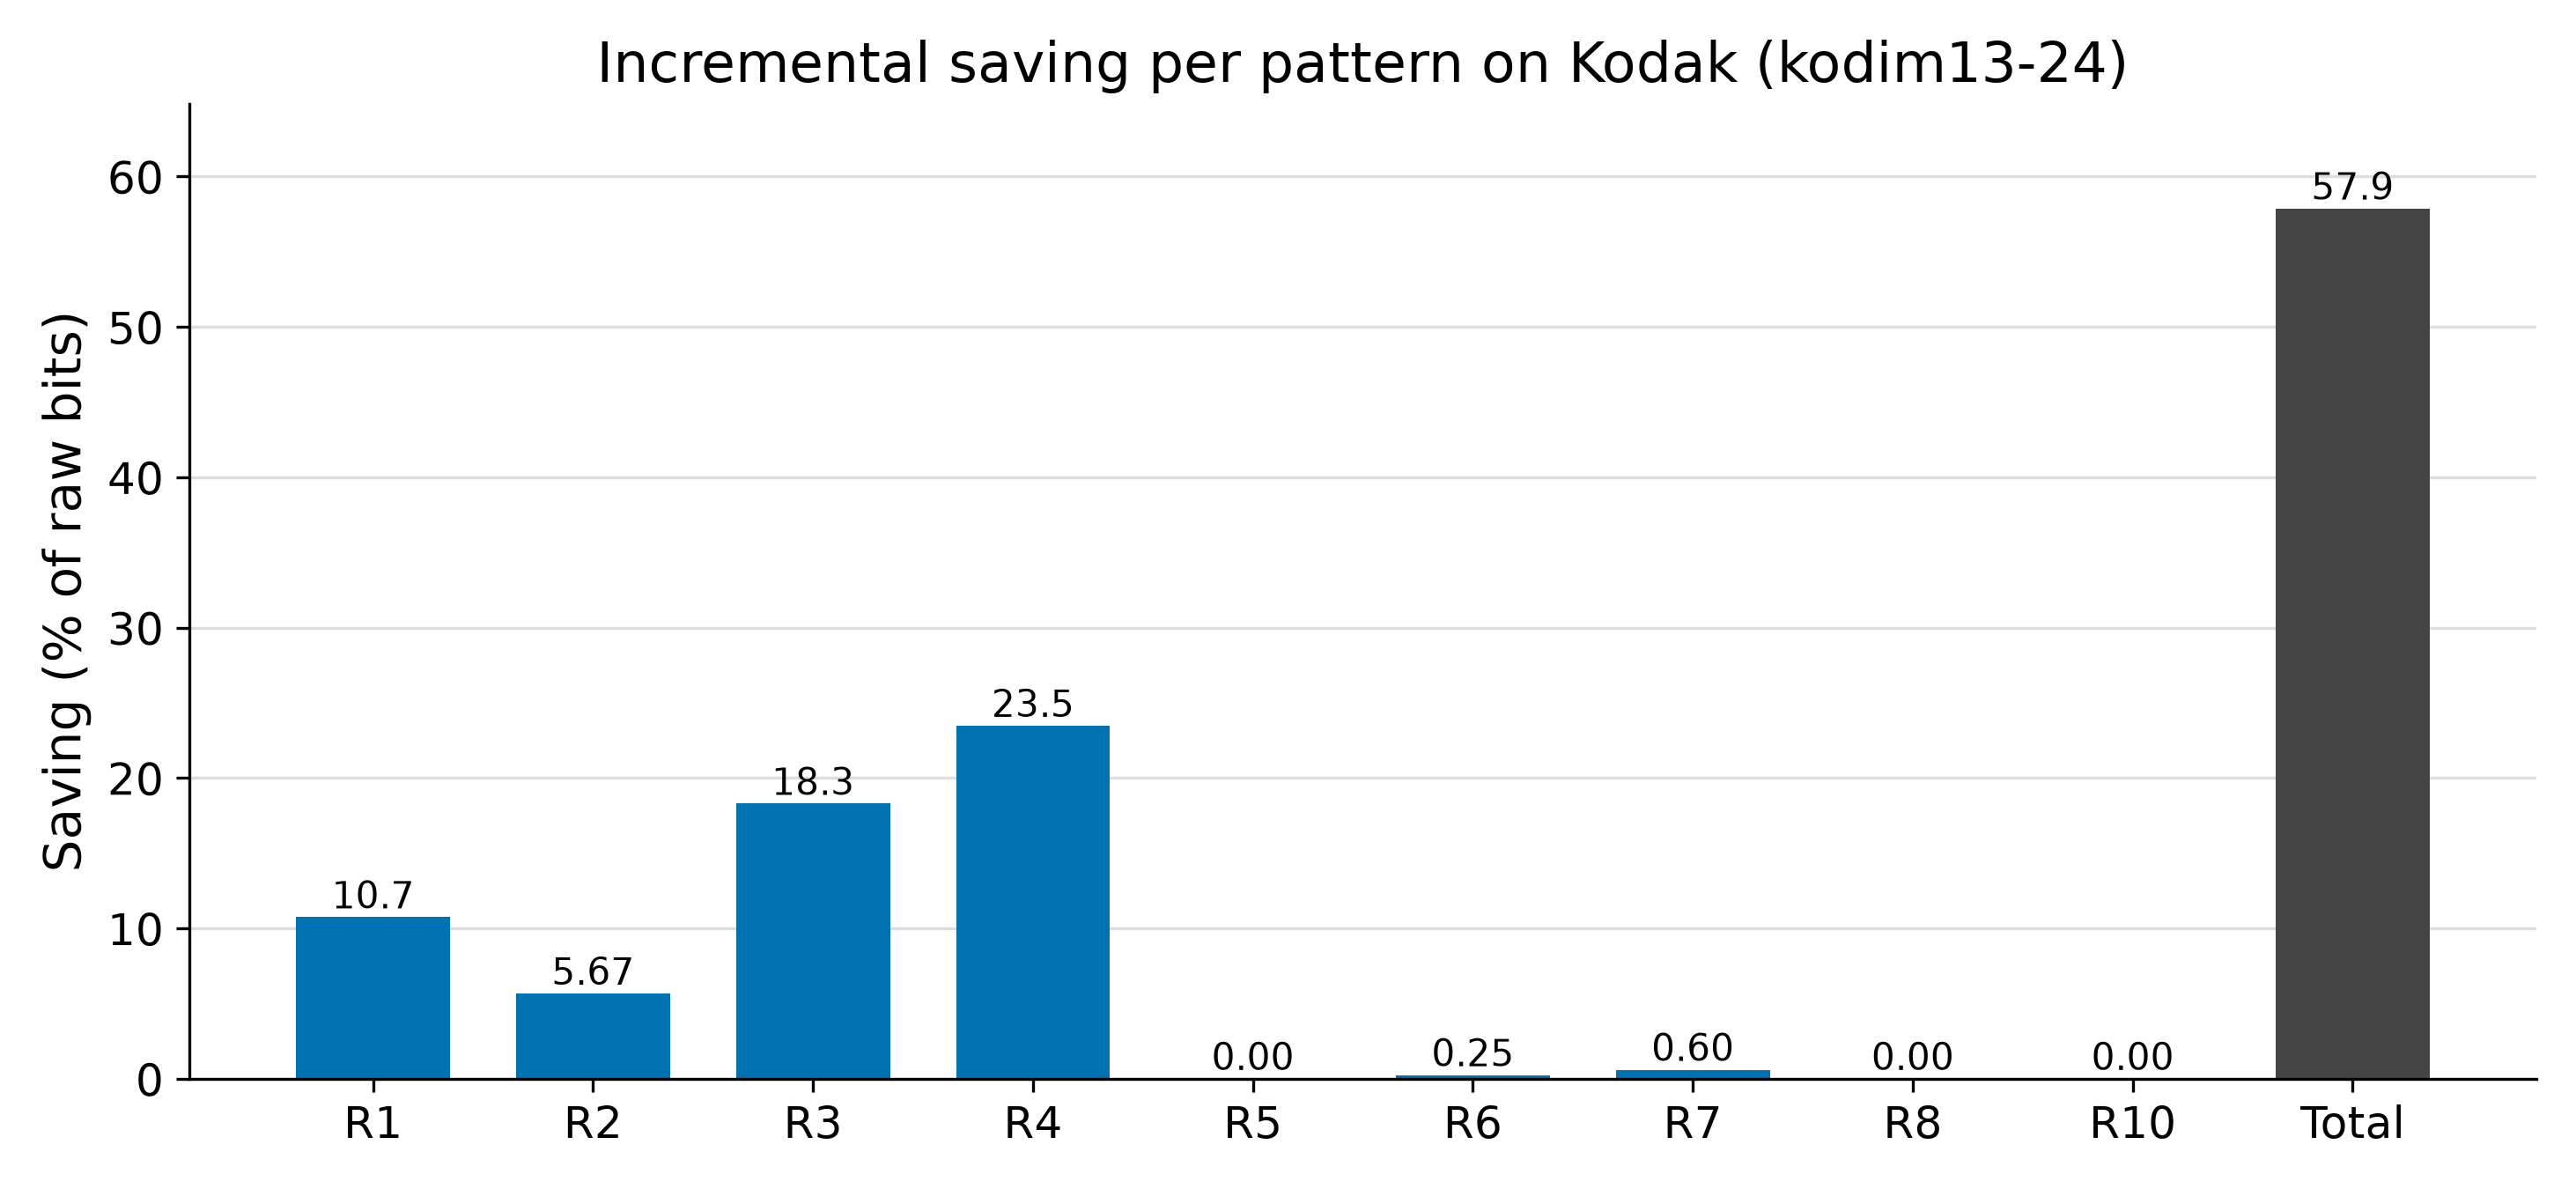 Incremental saving per pattern on Kodak (kodim13-24)
Saving (% of raw bits)
60
50
40
30
20
10
0
10.7
5.67
18.3
23.5
0.00
0.25
0.60
0.00
0.00
57.9
R1
R2
R3
R4
R5
R6
R7
R8
R10
Total